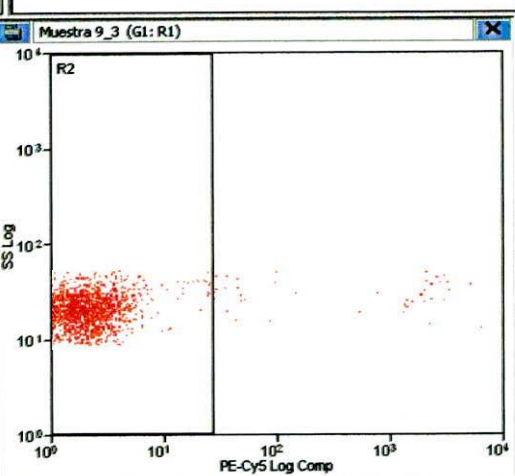 Muestra 9_3 (G1: R1)
10⁴
R2
10³
10²
10¹
10⁰
SS Log
10⁰ 10¹ 10² 10³ 10⁴
PE-Cy5 Log Comp